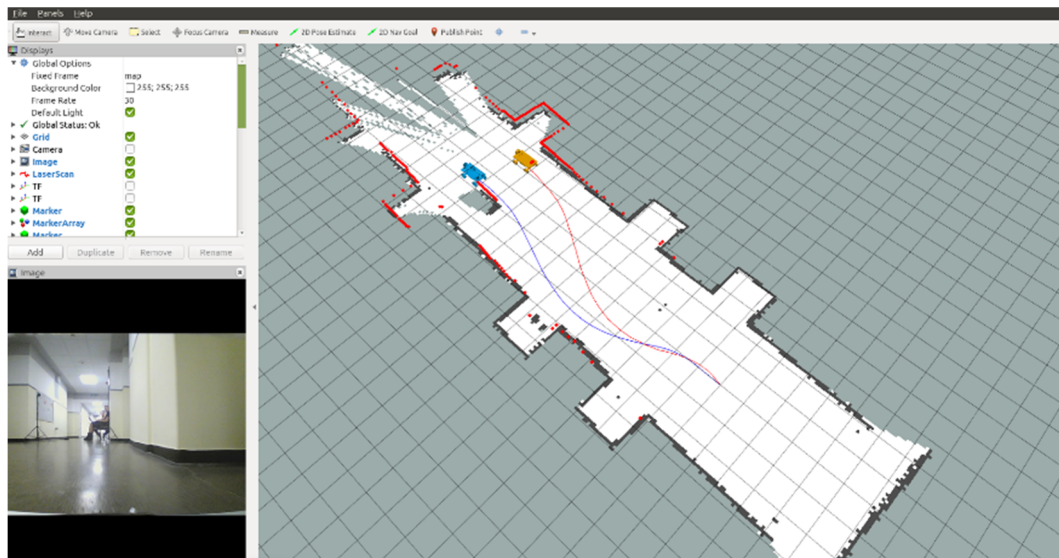 File Panels Help
Interact Move Camera Select Focus Camera Measure 2D Pose Estimate 2D Nav Goal Publish Point
Displays
Global Options
Fixed Frame map
Background Color 255; 255; 255
Frame Rate 30
Default Light
Global Status: Ok
Grid
Camera
Image
LaserScan
TF
TF
Marker
MarkerArray
Marker
Add Duplicate Remove Rename
Image